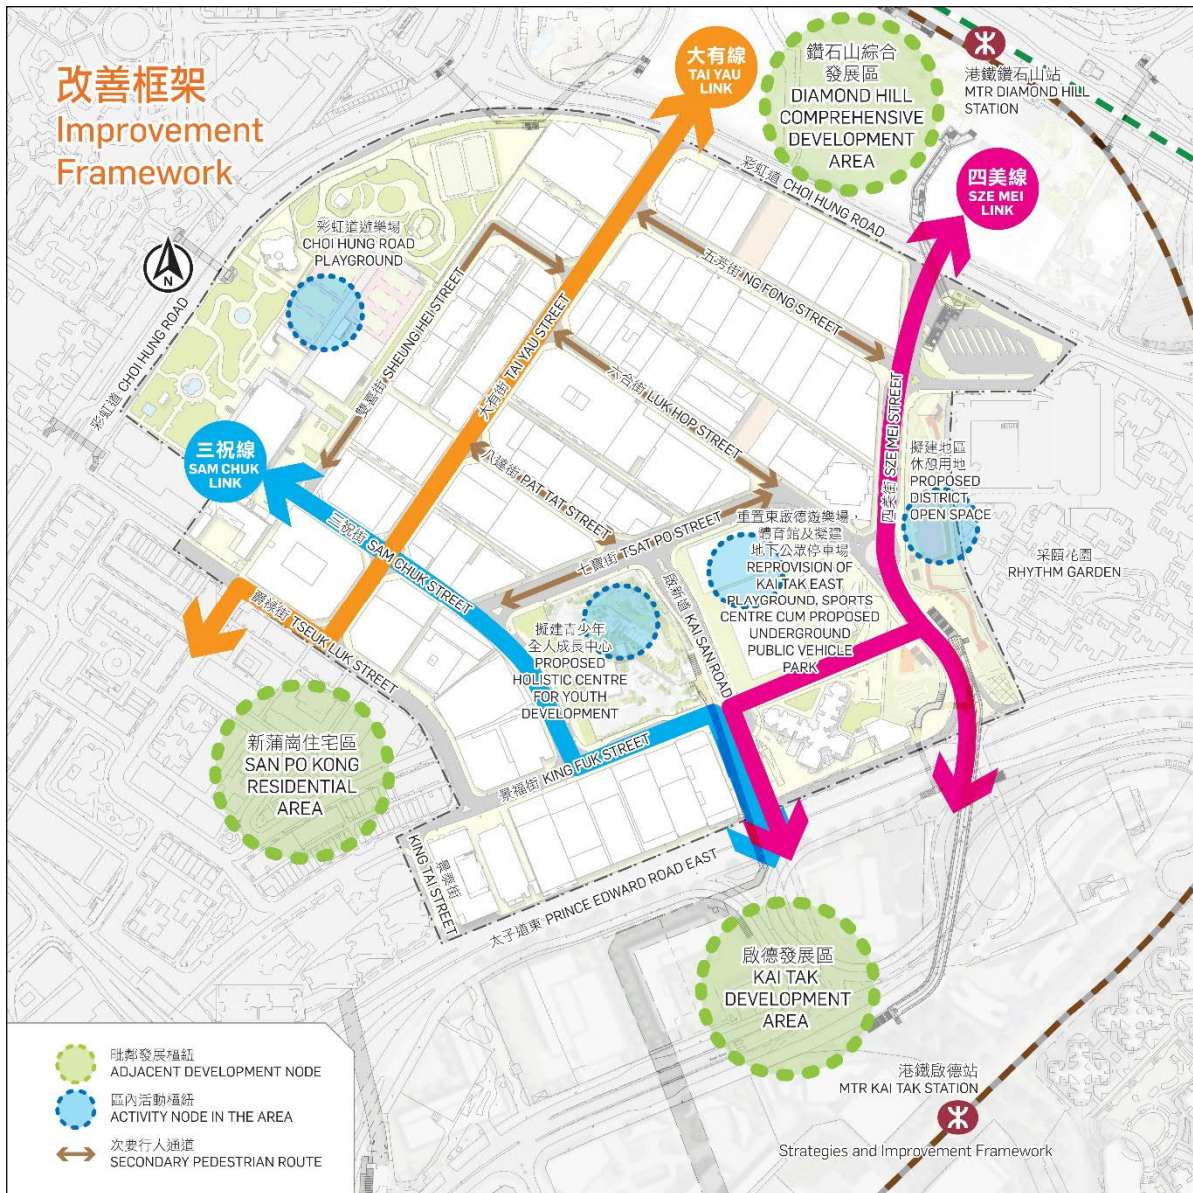 改善框架
Improvement
Framework
大有線
TAI YAU
LINK
鑽石山綜合
發展區
DIAMOND HILL
COMPREHENSIVE
DEVELOPMENT
AREA
港鐵鑽石山站
MTR DIAMOND HILL
STATION
四美線
SZE MEI
LINK
彩虹道 CHOI HUNG ROAD
彩虹道遊樂場
CHOI HUNG ROAD
PLAYGROUND
N
彩虹道 CHOI HUNG ROAD
雙喜街 SHEUNG HEI STREET
大有街 TAI YAU STREET
五芳街 NG FONG STREET
六合街 LUK HOP STREET
八達街 PAT TAT STREET
七寶街 TSAT PO STREET
四美街 SZE MEI STREET
三祝線
SAM CHUK
LINK
三祝街 SAM CHUK STREET
爵祿街 TSEUK LUK STREET
擬建地區
休憩用地
PROPOSED
DISTRICT
OPEN SPACE
采頤花園
RHYTHM GARDEN
重置東啟德遊樂場，
體育館及擬建
地下公眾停車場
REPROVISION OF
KAI TAK EAST
PLAYGROUND, SPORTS
CENTRE CUM PROPOSED
UNDERGROUND
PUBLIC VEHICLE
PARK
啟新道 KAI SAN ROAD
擬建青少年
全人成長中心
PROPOSED
HOLISTIC CENTRE
FOR YOUTH
DEVELOPMENT
新蒲崗住宅區
SAN PO KONG
RESIDENTIAL
AREA
景福街 KING FUK STREET
景泰街
KING TAI STREET
太子道東 PRINCE EDWARD ROAD EAST
啟德發展區
KAI TAK
DEVELOPMENT
AREA
港鐵啟德站
MTR KAI TAK STATION
Strategies and Improvement Framework
毗鄰發展樞紐
ADJACENT DEVELOPMENT NODE
區內活動樞紐
ACTIVITY NODE IN THE AREA
次要行人通道
SECONDARY PEDESTRIAN ROUTE